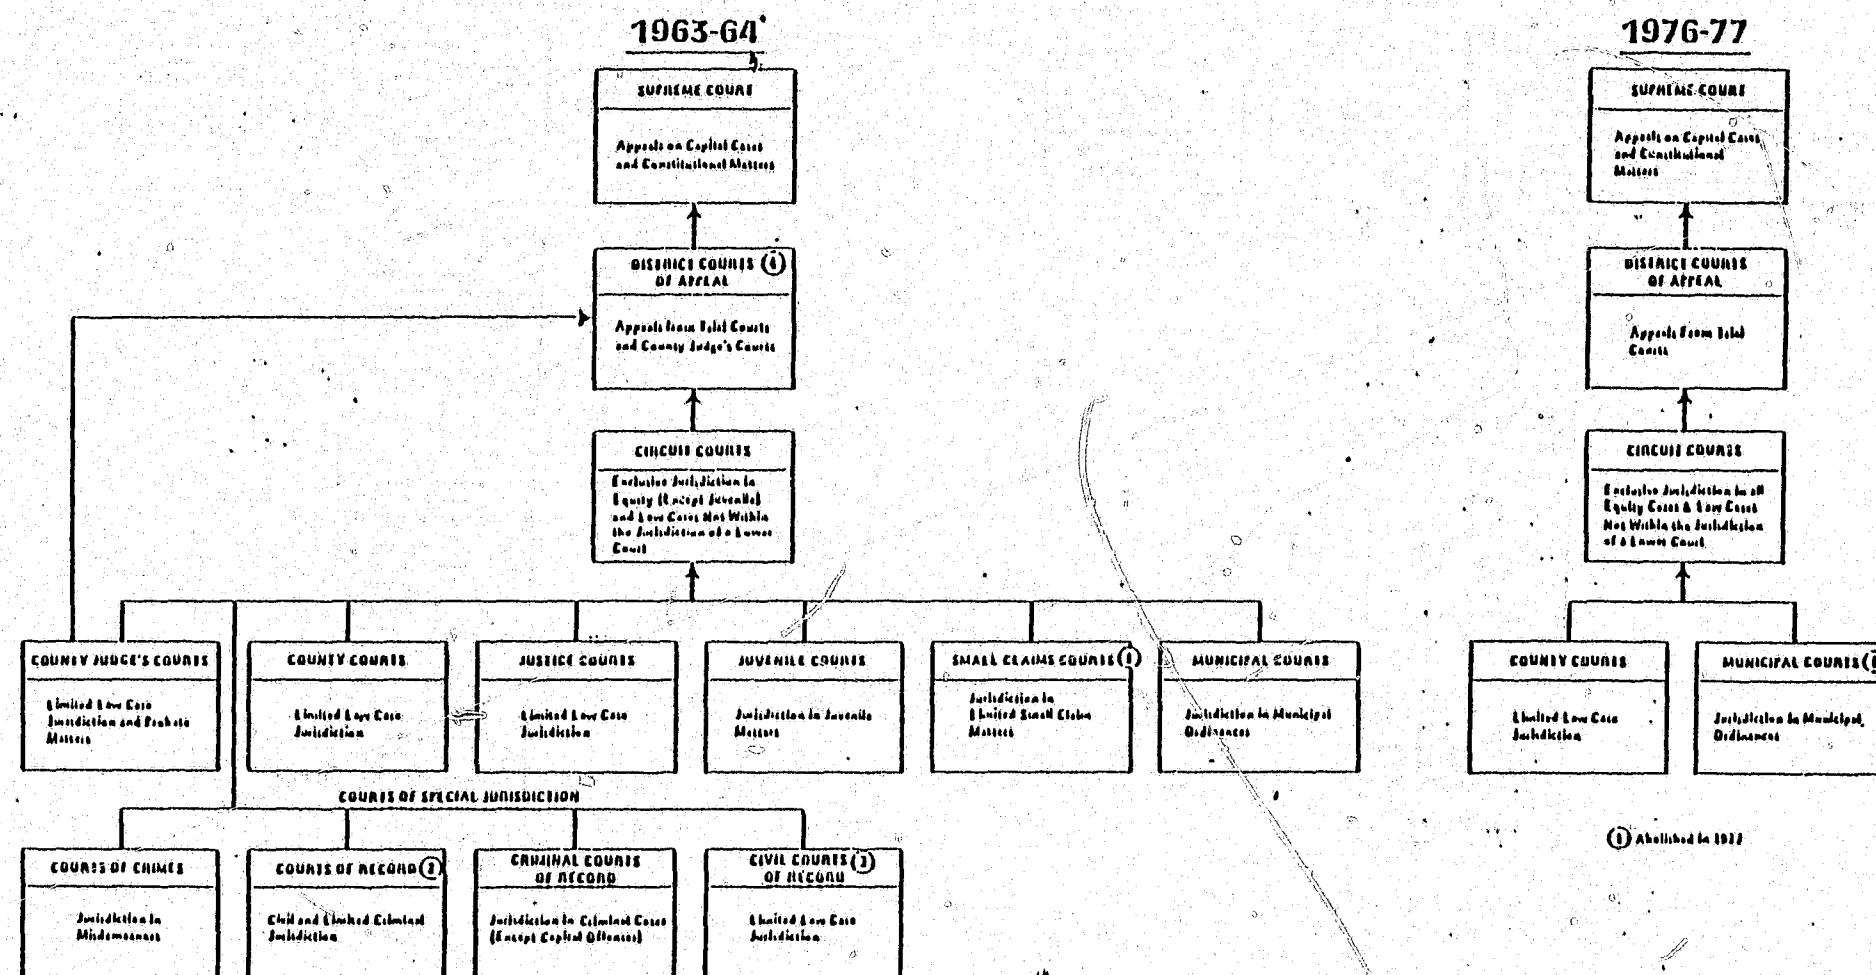 1963-64
SUPREME COURT
Appeals on Capital Cases
and Constitutional Matters
DISTRICT COURTS (4)
OF APPEAL
Appeals from Trial Courts
and County Judge's Courts
CIRCUIT COURTS
Exclusive Jurisdiction in
Equity (Except Juvenile)
and Law Cases Not Within
the Jurisdiction of a Lower
Court
COUNTY JUDGE'S COURTS
Limited Law Case
Jurisdiction and Probate
Matters
COUNTY COURTS
Limited Law Case
Jurisdiction
JUSTICE COURTS
Limited Law Case
Jurisdiction
JUVENILE COURTS
Jurisdiction in Juvenile
Matters
SMALL CLAIMS COURTS (1)
Jurisdiction in
Limited Small Claim
Matters
MUNICIPAL COURTS
Jurisdiction in Municipal
Ordinances
COURTS OF SPECIAL JURISDICTION
COURTS OF CRIMES
Jurisdiction in
Misdemeanors
COURTS OF RECORD (2)
Civil and Limited Criminal
Jurisdiction
CRIMINAL COURTS
OF RECORD
Jurisdiction in Criminal Cases
(Except Capital Offenses)
CIVIL COURTS (3)
OF RECORD
Limited Law Case
Jurisdiction
1976-77
SUPREME COURT
Appeals on Capital Cases
and Constitutional
Matters
DISTRICT COURTS
OF APPEAL
Appeals From Trial
Courts
CIRCUIT COURTS
Exclusive Jurisdiction in all
Equity Cases & Law Cases
Not Within the Jurisdiction
of a Lower Court
COUNTY COURTS
Limited Law Case
Jurisdiction
MUNICIPAL COURTS
Jurisdiction in Municipal
Ordinances
(1) Abolished in 1977